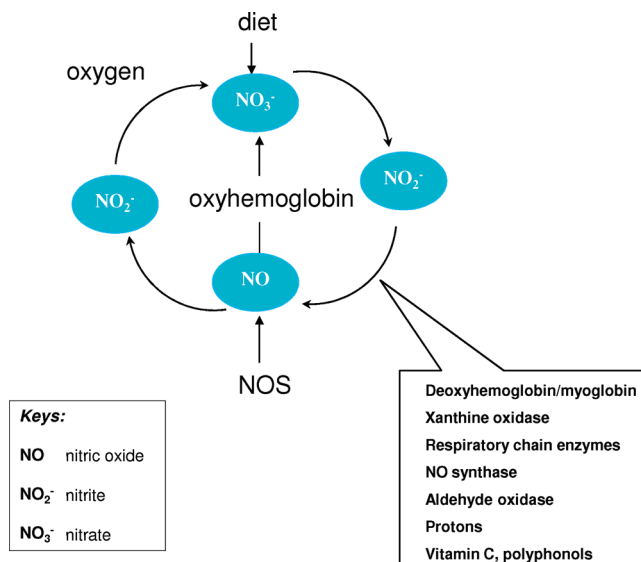 diet
oxygen
NO₃⁻
NO₂⁻
NO₂⁻
oxyhemoglobin
NO
NOS
Keys:
NO nitric oxide
NO₂⁻ nitrite
NO₃⁻ nitrate
Deoxyhemoglobin/myoglobin
Xanthine oxidase
Respiratory chain enzymes
NO synthase
Aldehyde oxidase
Protons
Vitamin C, polyphonols